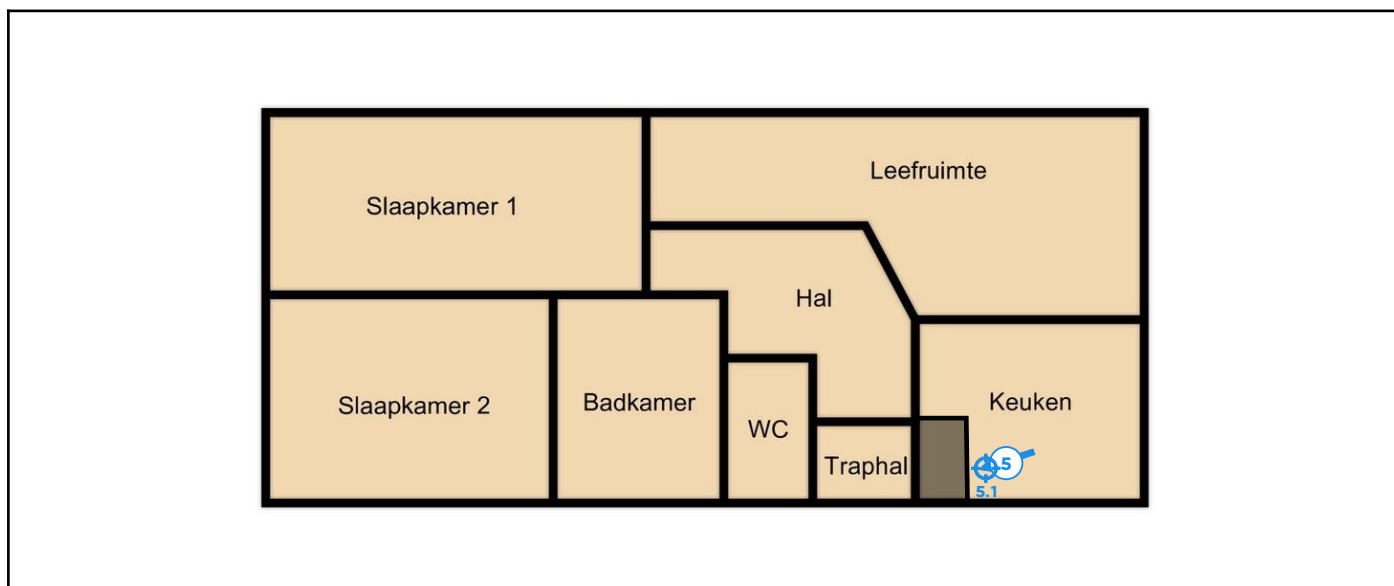 Leefruimte
Slaapkamer 1
Hal
Slaapkamer 2
Badkamer
WC
Keuken
Traphal
5
5.1